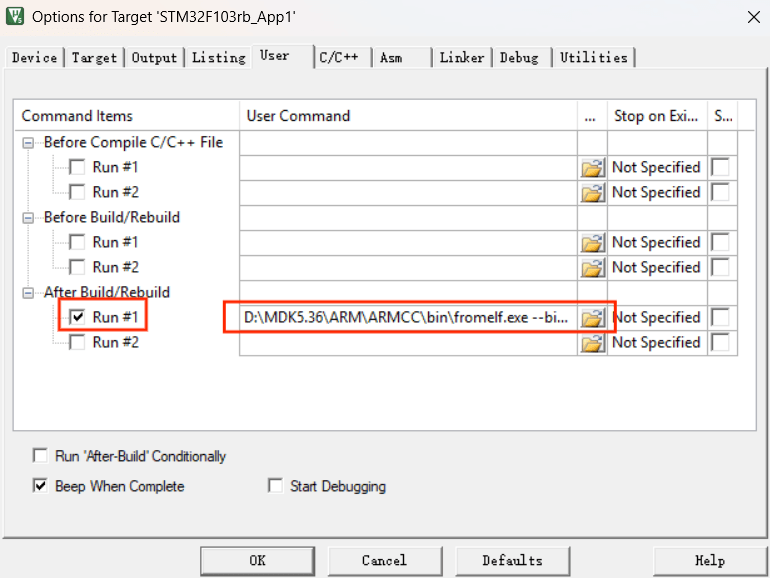 Options for Target 'STM32F103rb_App1'
Device Target Output Listing User C/C++ Asm Linker Debug Utilities
Command Items User Command ... Stop on Exi... S...
Before Compile C/C++ File
Run #1 Not Specified
Run #2 Not Specified
Before Build/Rebuild
Run #1 Not Specified
Run #2 Not Specified
After Build/Rebuild
Run #1 D:\MDK5.36\ARM\ARMCC\bin\fromelf.exe --bi... Not Specified
Run #2 Not Specified
Run 'After-Build' Conditionally
Beep When Complete Start Debugging
OK Cancel Defaults Help